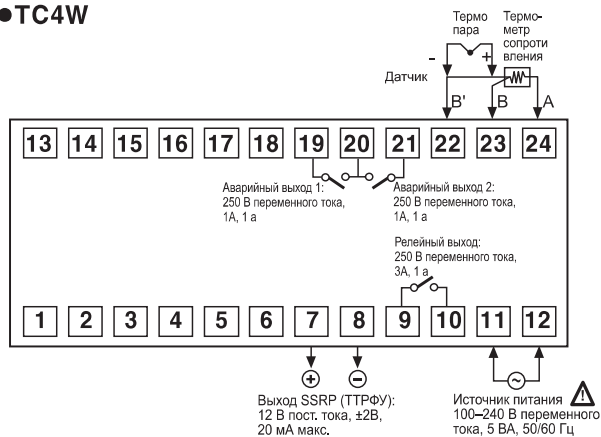 ●TC4W
Термо
пара
Термо-
метр
сопроти
вления
- +
Датчик
B' B A
13 14 15 16 17 18 19 20 21 22 23 24
Аварийный выход 1:
250 В переменного тока,
1А, 1 а
Аварийный выход 2:
250 В переменного тока,
1А, 1 а
Релейный выход:
250 В переменного тока,
3А, 1 а
1 2 3 4 5 6 7 8 9 10 11 12
+ −
Выход SSRP (ТТРФУ):
12 В пост. тока, ±2В,
20 мА макс.
~
Источник питания ⚠
100–240 В переменного
тока, 5 ВА, 50/60 Гц